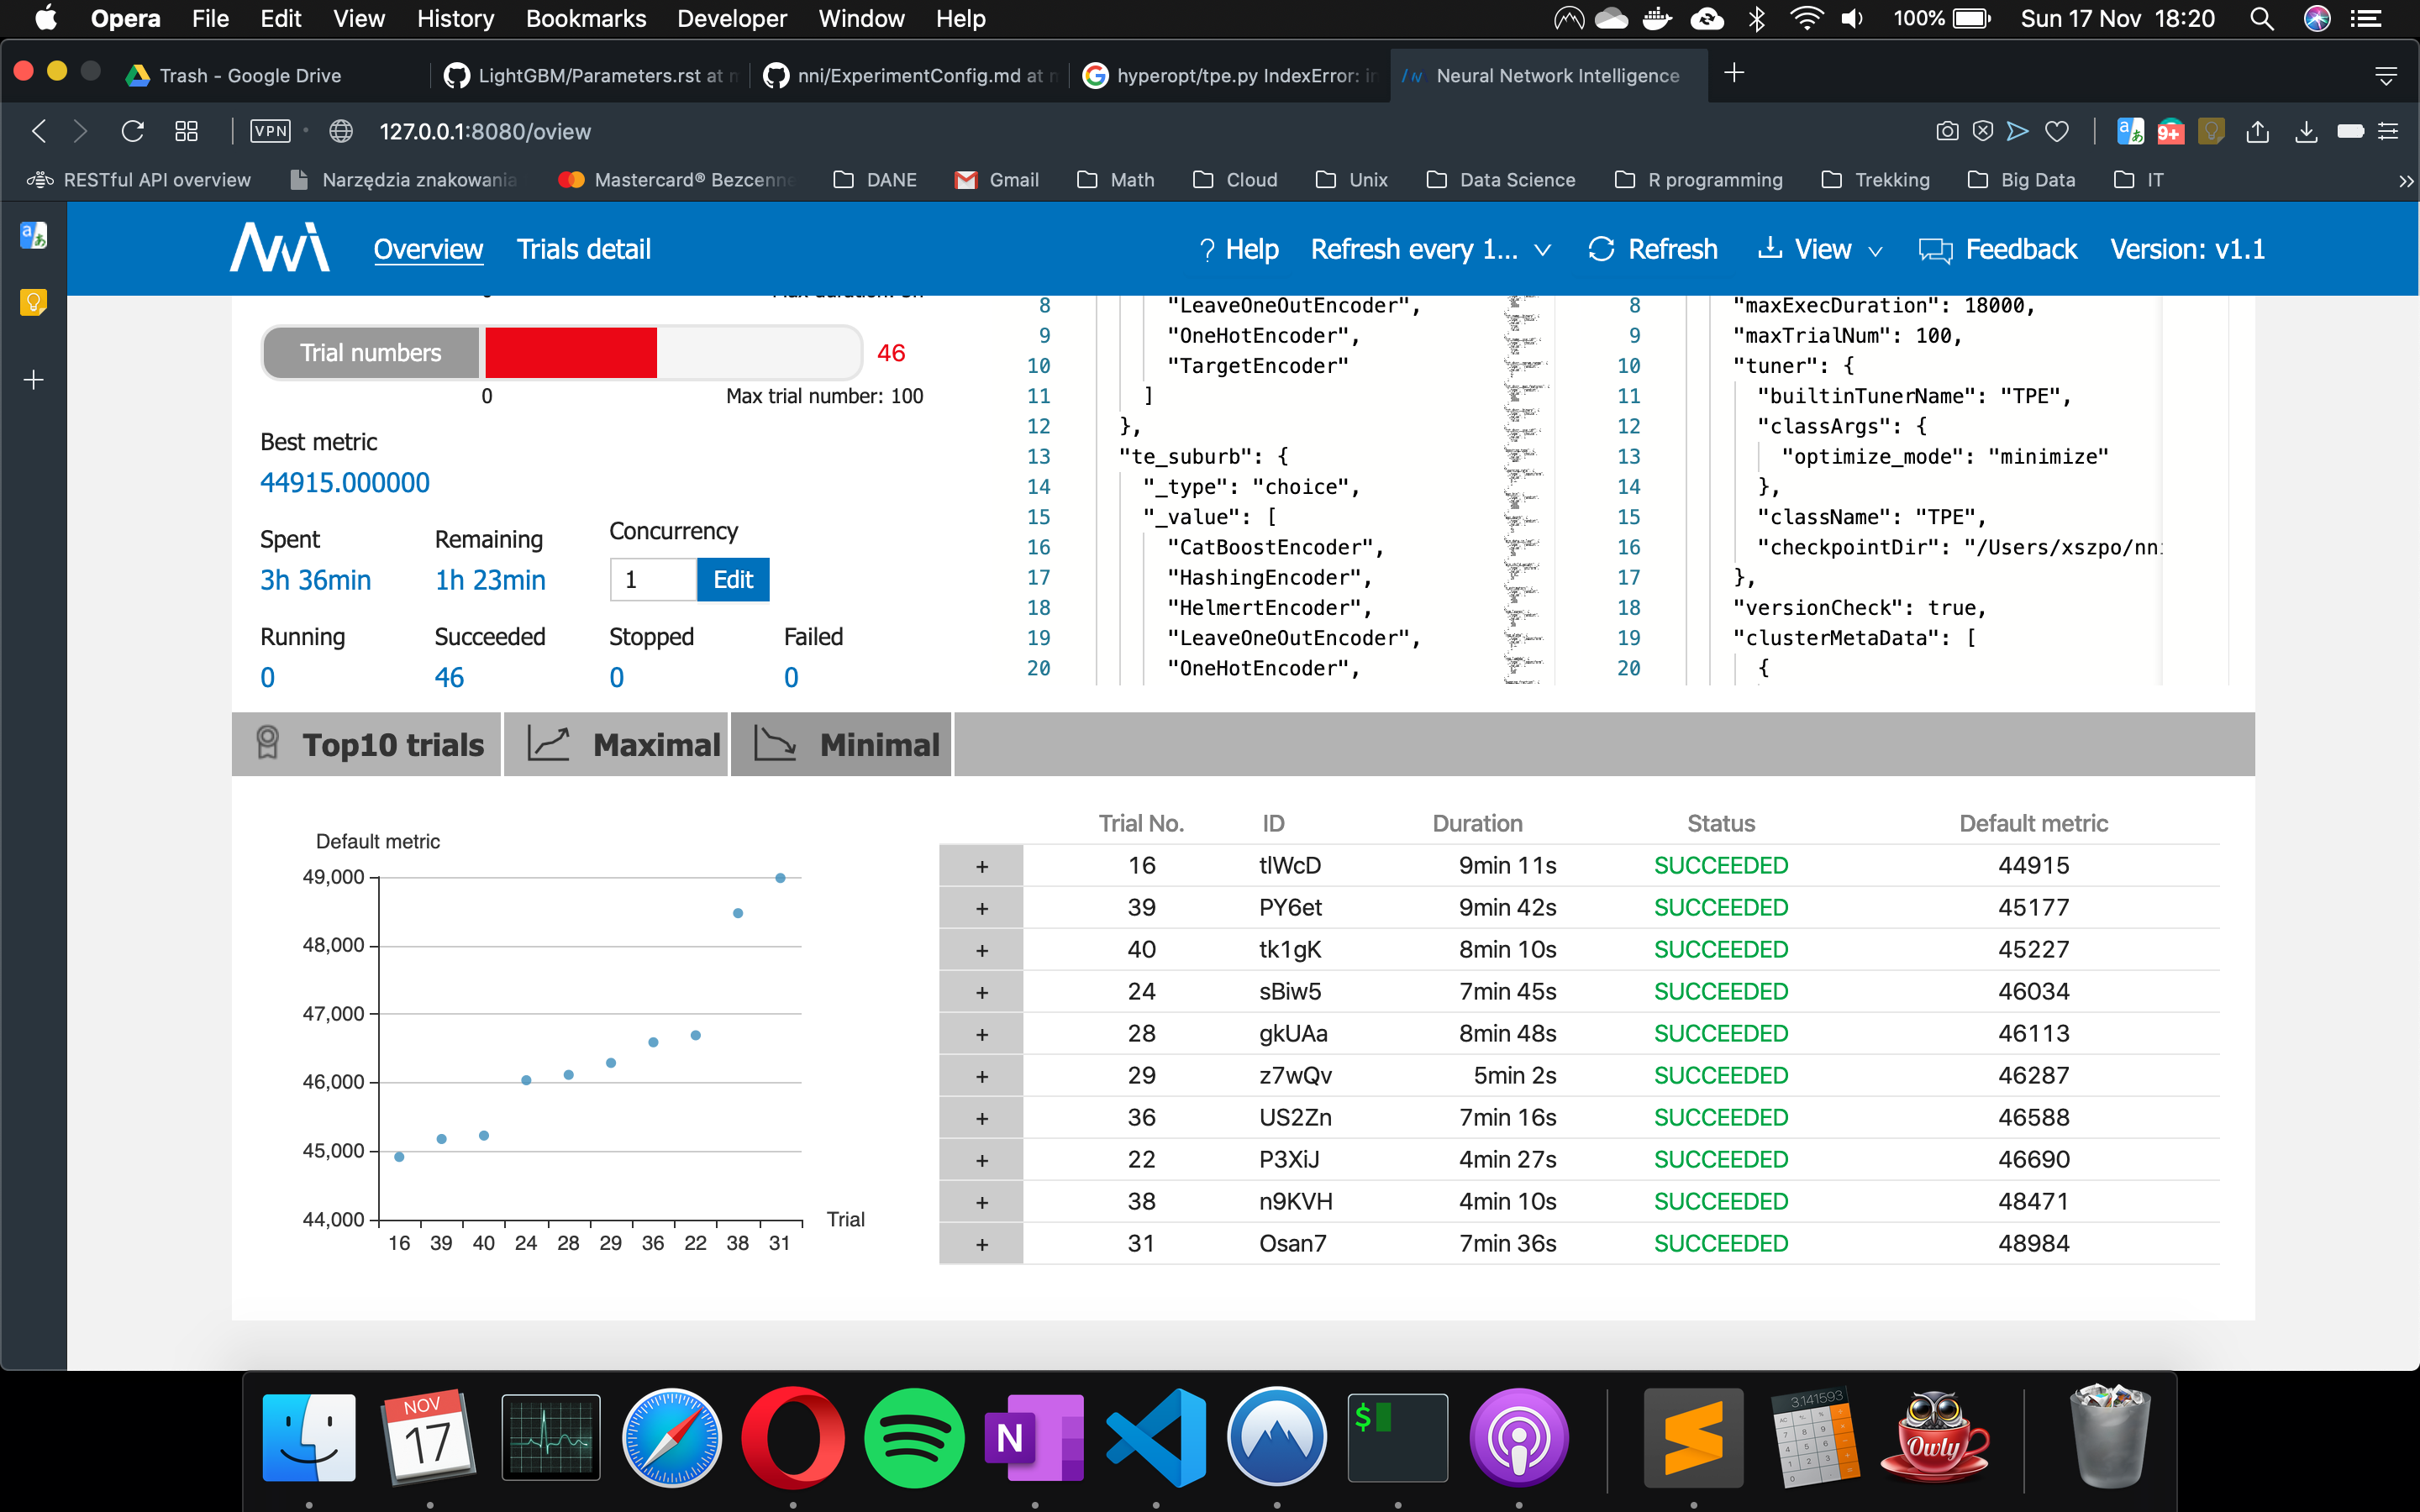 Opera File Edit View History Bookmarks Developer Window Help 100% Sun 17 Nov 18:20
Trash - Google Drive LightGBM/Parameters.rst at nni/ExperimentConfig.md at hyperopt/tpe.py IndexError: Neural Network Intelligence
VPN 127.0.0.1:8080/oview 9+
RESTful API overview Narzędzia znakowania Mastercard® Bezcenne DANE Gmail Math Cloud Unix Data Science R programming Trekking Big Data IT
Overview Trials detail ? Help Refresh every 1... Refresh View Feedback Version: v1.1
Trial numbers 46
0 Max trial number: 100
Best metric
44915.000000
Spent Remaining Concurrency
3h 36min 1h 23min 1 Edit
Running Succeeded Stopped Failed
0 46 0 0
8 "LeaveOneOutEncoder",
9 "OneHotEncoder",
10 "TargetEncoder"
11 ]
12 },
13 "te_suburb": {
14 "_type": "choice",
15 "_value": [
16 "CatBoostEncoder",
17 "HashingEncoder",
18 "HelmertEncoder",
19 "LeaveOneOutEncoder",
20 "OneHotEncoder",
8 "maxExecDuration": 18000,
9 "maxTrialNum": 100,
10 "tuner": {
11 "builtinTunerName": "TPE",
12 "classArgs": {
13 "optimize_mode": "minimize"
14 },
15 "className": "TPE",
16 "checkpointDir": "/Users/xszpo/nni
17 },
18 "versionCheck": true,
19 "clusterMetaData": [
20 {
Top10 trials Maximal Minimal
Default metric
49,000
48,000
47,000
46,000
45,000
44,000
16 39 40 24 28 29 36 22 38 31
Trial
Trial No. ID Duration Status Default metric
+ 16 tlWcD 9min 11s SUCCEEDED 44915
+ 39 PY6et 9min 42s SUCCEEDED 45177
+ 40 tk1gK 8min 10s SUCCEEDED 45227
+ 24 sBiw5 7min 45s SUCCEEDED 46034
+ 28 gkUAa 8min 48s SUCCEEDED 46113
+ 29 z7wQv 5min 2s SUCCEEDED 46287
+ 36 US2Zn 7min 16s SUCCEEDED 46588
+ 22 P3XiJ 4min 27s SUCCEEDED 46690
+ 38 n9KVH 4min 10s SUCCEEDED 48471
+ 31 Osan7 7min 36s SUCCEEDED 48984
NOV
17
N
$
3.141593
Owly